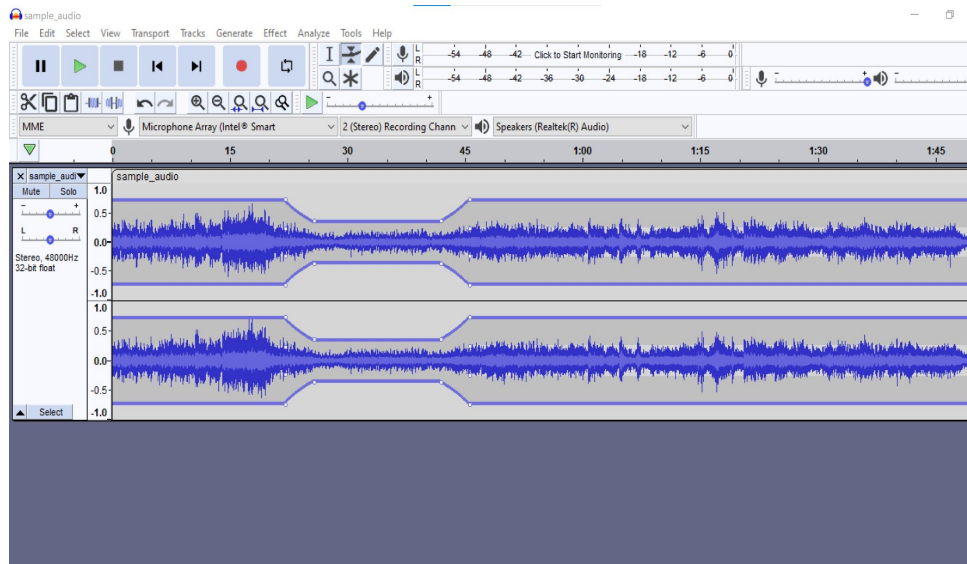 sample_audio
File Edit Select View Transport Tracks Generate Effect Analyze Tools Help
L R -54 -48 -42 Click to Start Monitoring -18 -12 -6 0
L R -54 -48 -42 -36 -30 -24 -18 -12 -6 0
- +
- +
MME Microphone Array (Intel® Smart 2 (Stereo) Recording Chann Speakers (Realtek(R) Audio)
0 15 30 45 1:00 1:15 1:30 1:45
X sample_audi sample_audio
Mute Solo 1.0
- + 0.5
L R 0.0
Stereo, 48000Hz
32-bit float -0.5
-1.0
1.0
0.5
0.0
-0.5
Select -1.0